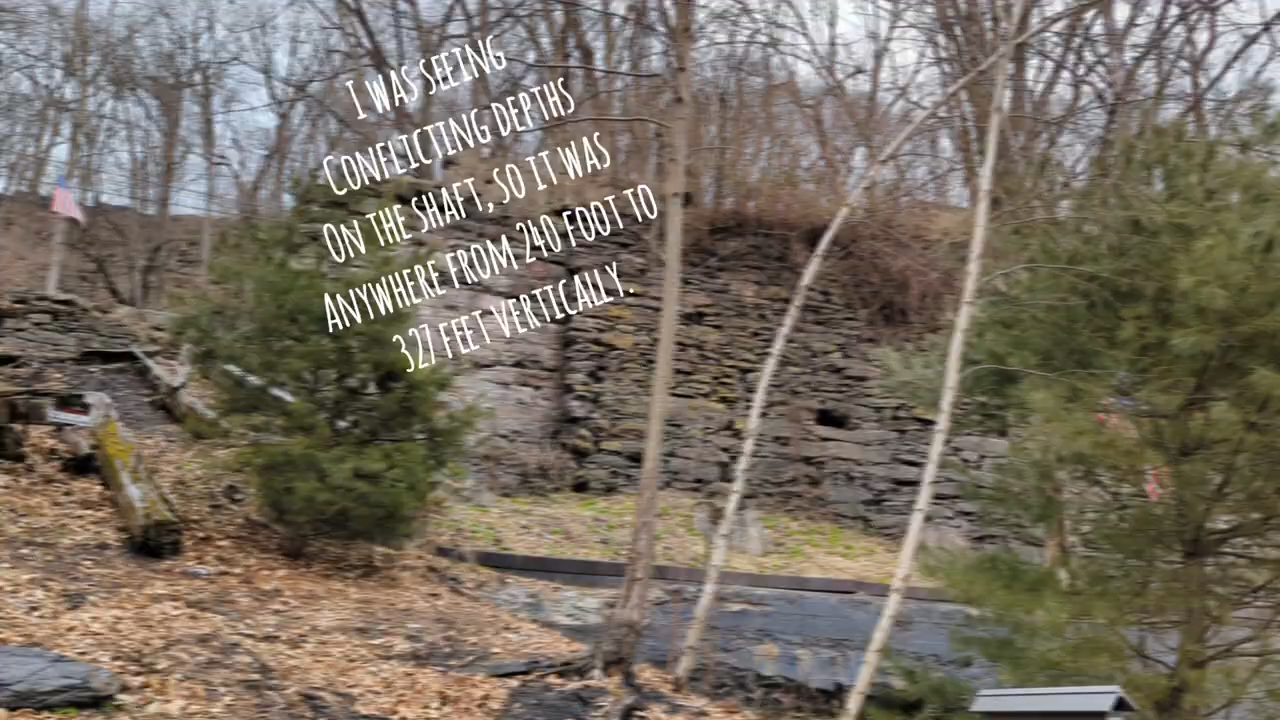 I WAS SEEING
CONFLICTING DEPTHS
ON THE SHAFT, SO IT WAS
ANYWHERE FROM 240 FOOT TO
327 FEET VERTICALLY.